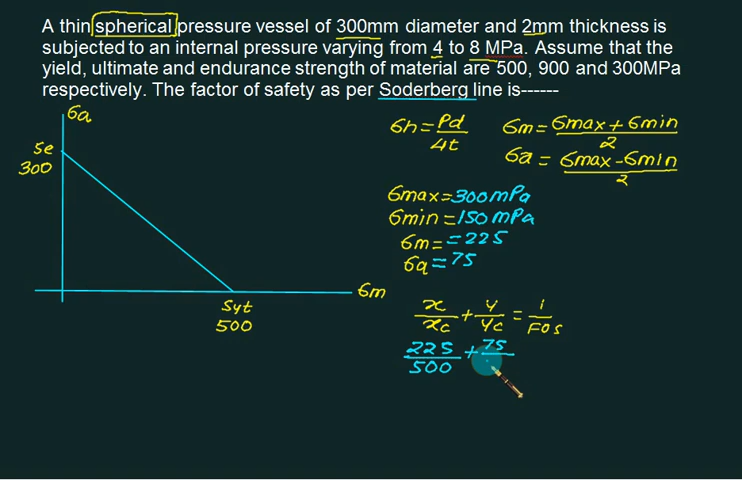 A thin spherical pressure vessel of 300mm diameter and 2mm thickness is
subjected to an internal pressure varying from 4 to 8 MPa. Assume that the
yield, ultimate and endurance strength of material are 500, 900 and 300MPa
respectively. The factor of safety as per Soderberg line is------
6a
Se
300
6m
Syt
500
6h = Pd/4t
6m = 6max + 6min/2
6a = 6max - 6min/2
6max = 300mPa
6min = 150mPa
6m = = 225
6a = 75
x/xc + y/yc = 1/FOS
225/500 + 75